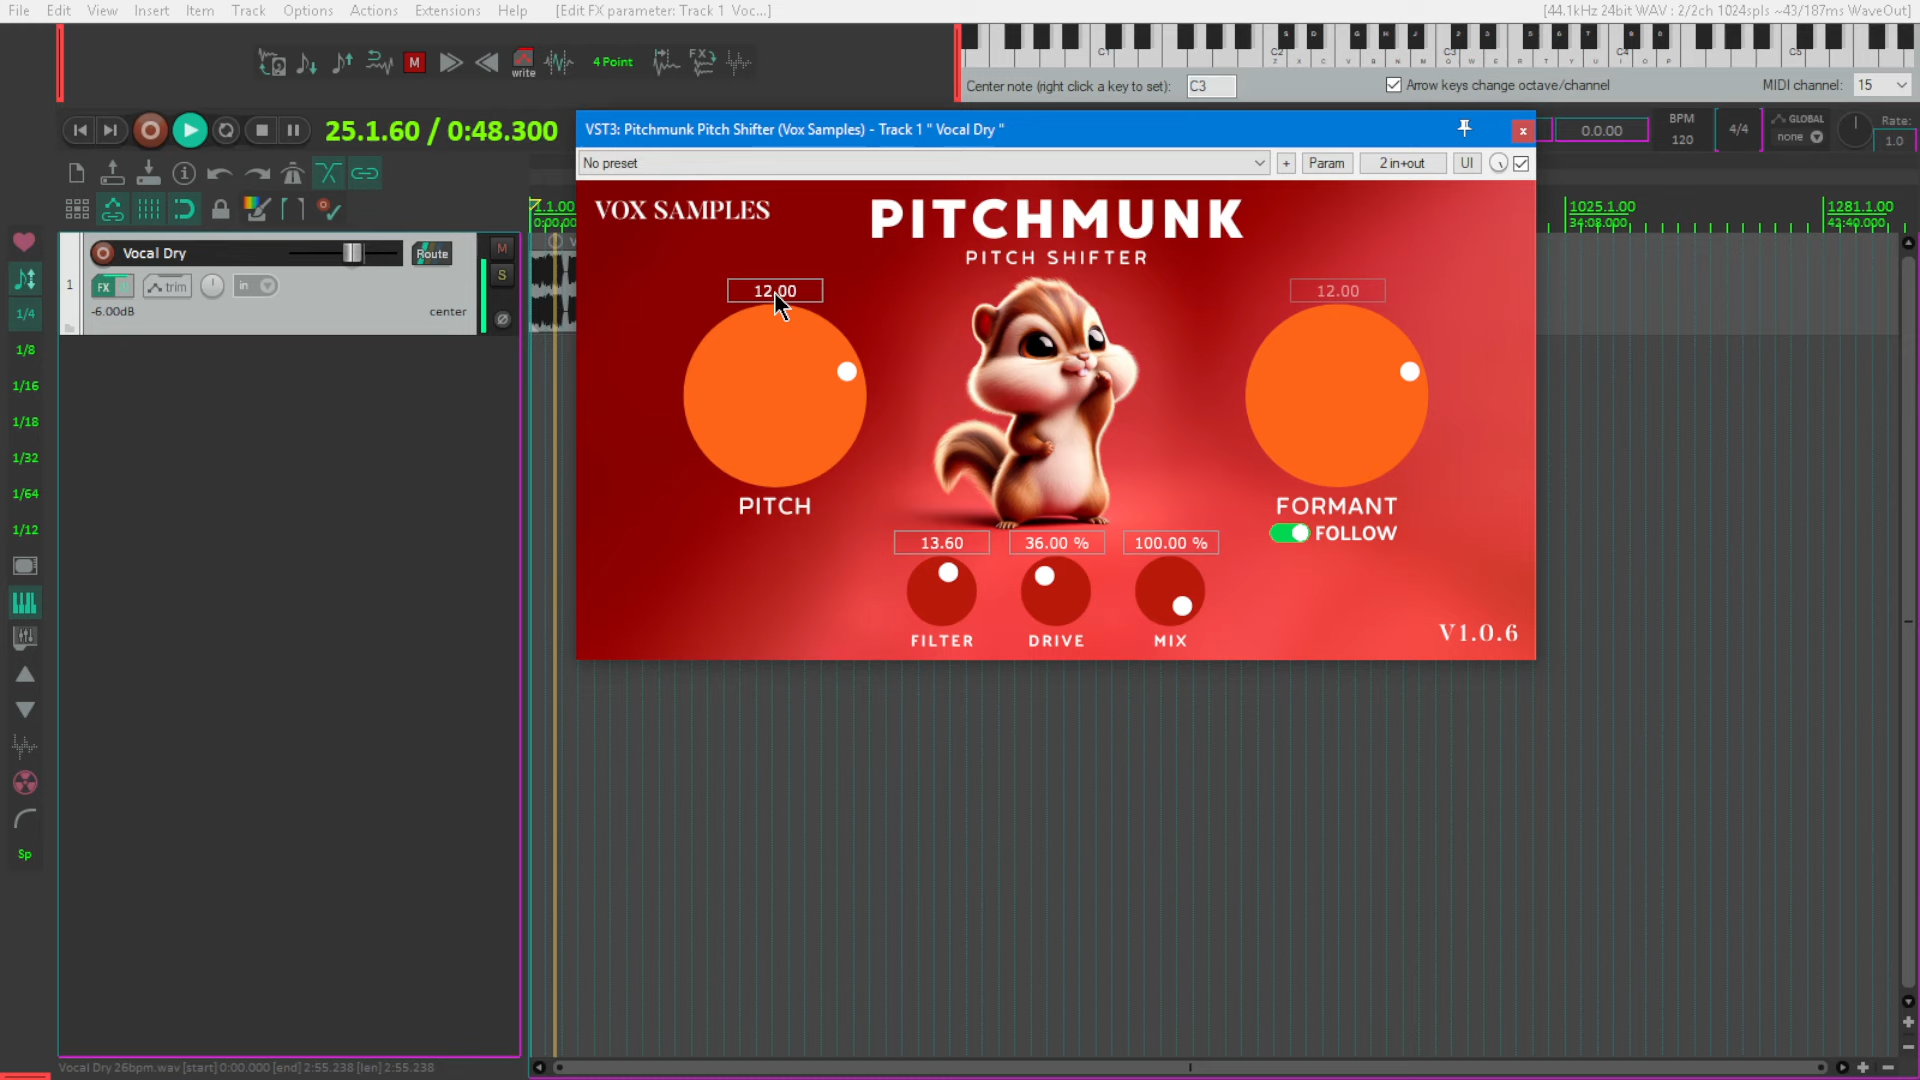 File Edit View Insert Item Track Options Actions Extensions Help [Edit FX parameter: Track 1 Voc...] [44.1kHz 24bit WAV : 2/2ch 1024spls ~43/187ms WaveOut]
M write 4 Point FX
C1 C2 C3 C4 C5
Center note (right click a key to set): C3 Arrow keys change octave/channel MIDI channel: 15
25.1.60 / 0:48.300
VST3: Pitchmunk Pitch Shifter (Vox Samples) - Track 1 " Vocal Dry " x
0.0.00 BPM 120 4/4 GLOBAL none Rate: 1.0
No preset + Param 2 in+out UI
VOX SAMPLES
PITCHMUNK
PITCH SHIFTER
1025.1.00 1281.1.00
34:08.000 42:40.000
1 Vocal Dry Route M
FX trim in S
-6.00dB center
12.00 12.00
PITCH FORMANT
FOLLOW
13.60 36.00 % 100.00 %
FILTER DRIVE MIX
V1.0.6
1/4
1/8
1/16
1/18
1/32
1/64
1/12
Sp
Vocal Dry 26bpm.wav [start] 0:00.000 [end] 2:55.238 [len] 2:55.238